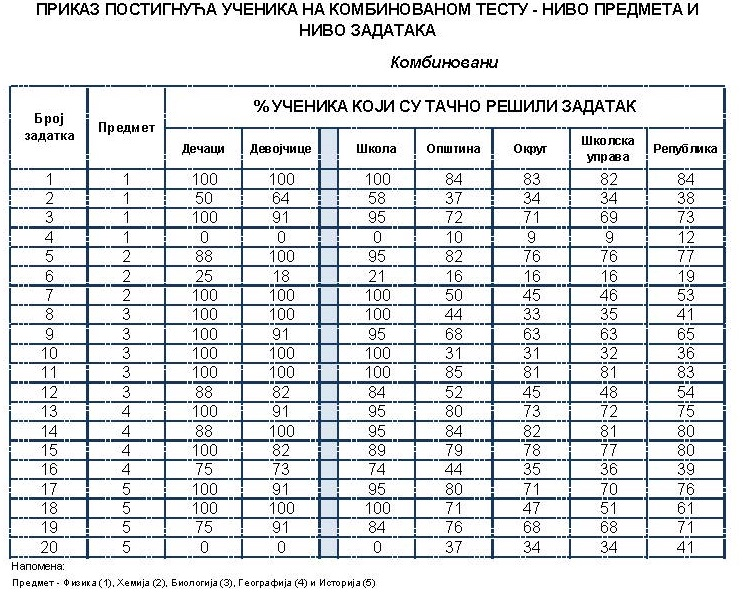 ПРИКАЗ ПОСТИГНУЋА УЧЕНИКА НА КОМБИНОВАНОМ ТЕСТУ - НИВО ПРЕДМЕТА И
НИВО ЗАДАТАКА
Комбиновани
Број задатка Предмет % УЧЕНИКА КОЈИ СУ ТАЧНО РЕШИЛИ ЗАДАТАК
Дечаци Девојчице Школа Општина Округ Школска управа Република
1 1 100 100 100 84 83 82 84
2 1 50 64 58 37 34 34 38
3 1 100 91 95 72 71 69 73
4 1 0 0 0 10 9 9 12
5 2 88 100 95 82 76 76 77
6 2 25 18 21 16 16 16 19
7 2 100 100 100 50 45 46 53
8 3 100 100 100 44 33 35 41
9 3 100 91 95 68 63 63 65
10 3 100 100 100 31 31 32 36
11 3 100 100 100 85 81 81 83
12 3 88 82 84 52 45 48 54
13 4 100 91 95 80 73 72 75
14 4 88 100 95 84 82 81 80
15 4 100 82 89 79 78 77 80
16 4 75 73 74 44 35 36 39
17 5 100 91 95 80 71 70 76
18 5 100 100 100 71 47 51 61
19 5 75 91 84 76 68 68 71
20 5 0 0 0 37 34 34 41
Напомена:
Предмет - Физика (1), Хемија (2), Биологија (3), Географија (4) и Историја (5)